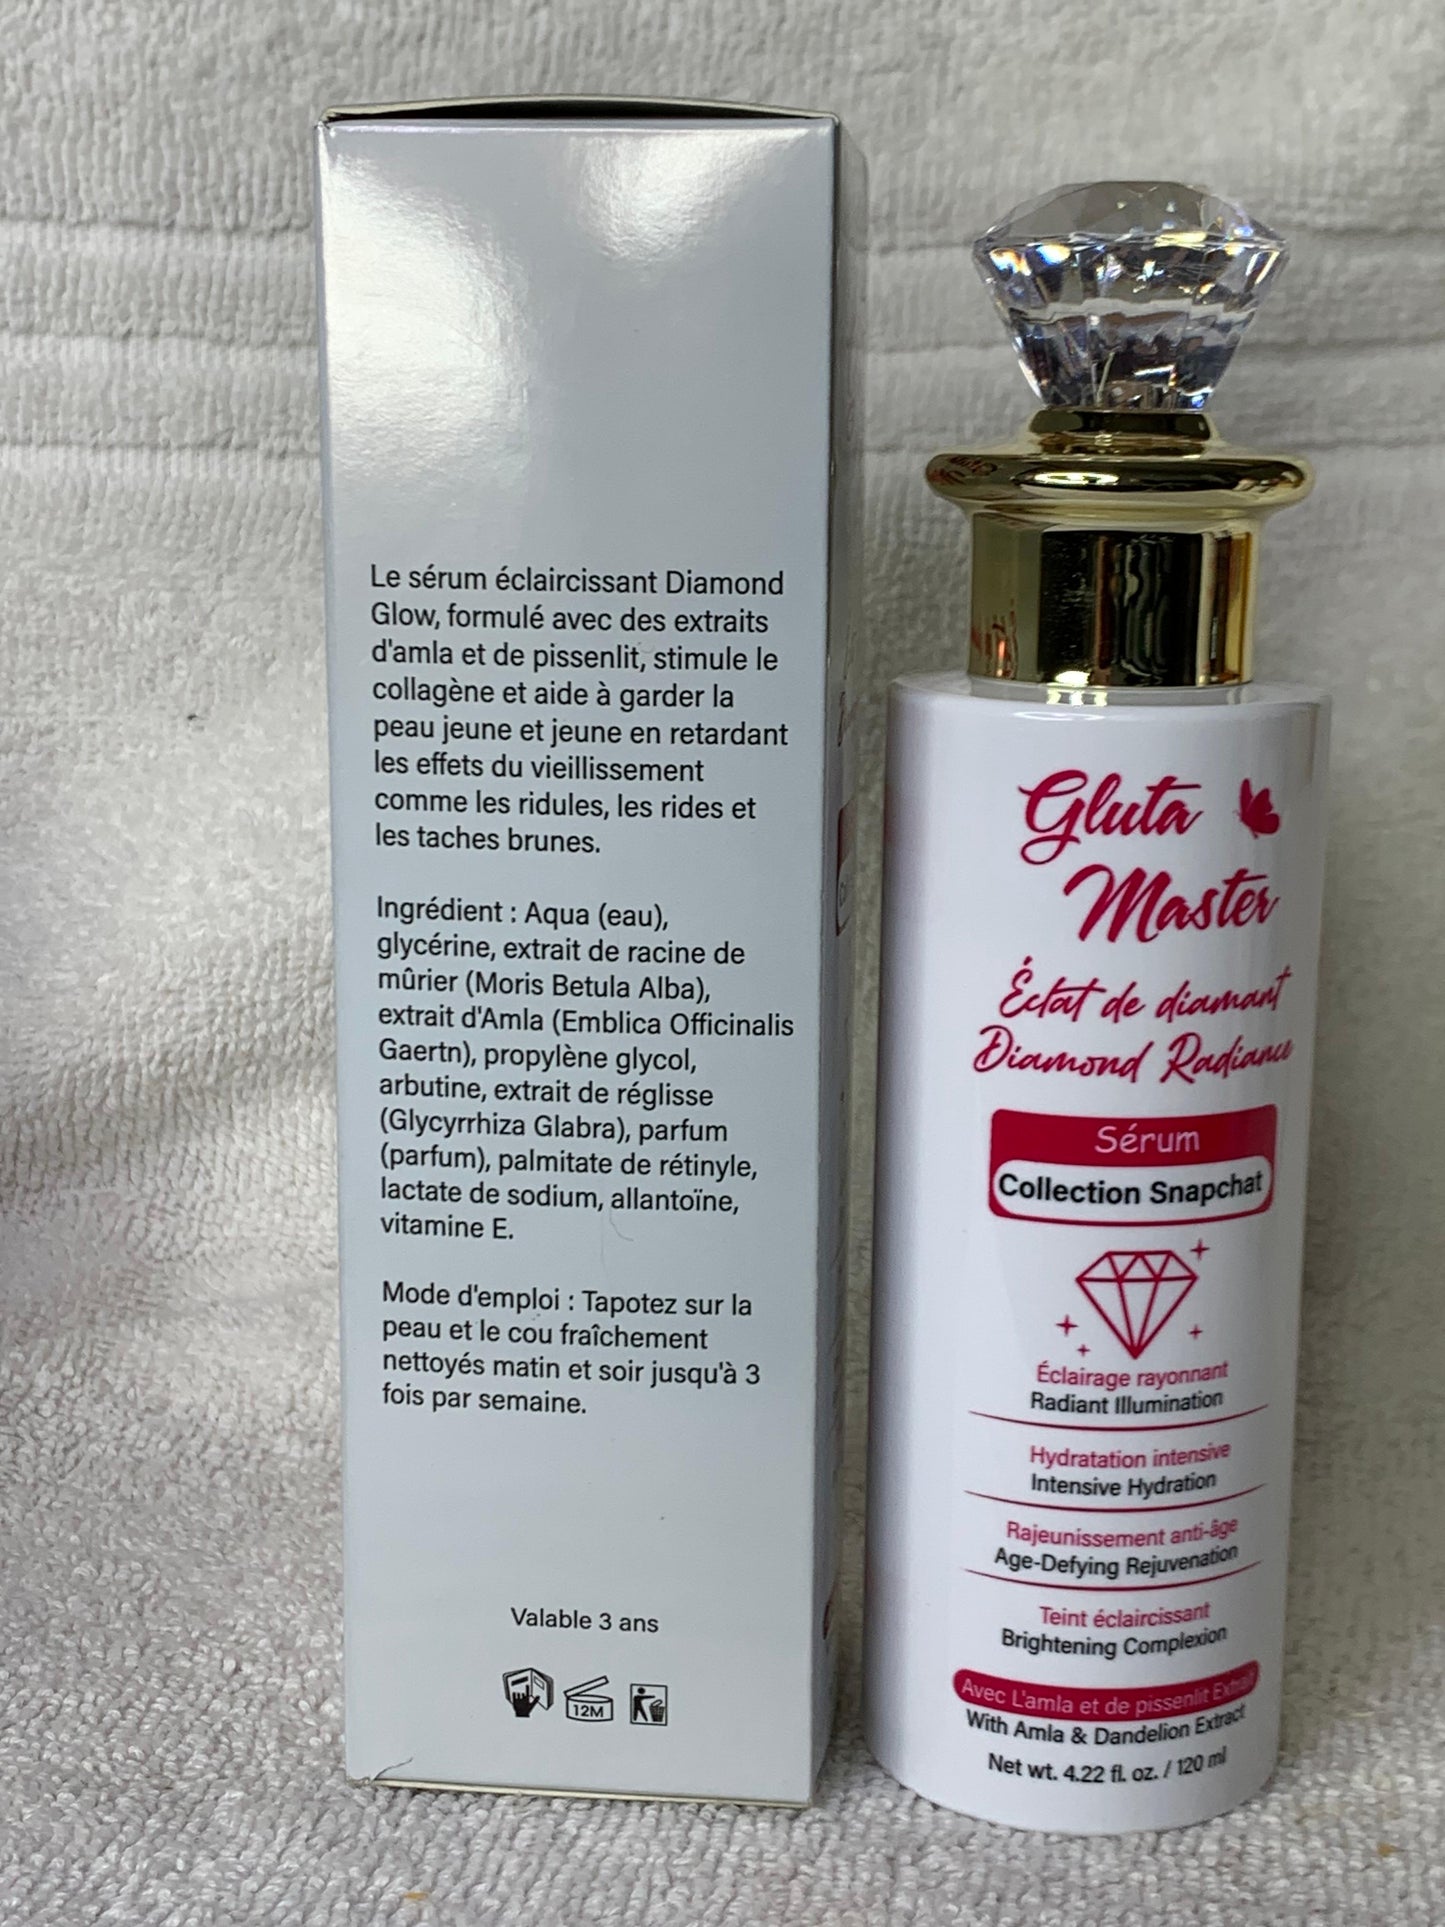 Le sérum éclaircissant Diamond
Glow, formulé avec des extraits
d'amla et de pissenlit, stimule le
collagène et aide à garder la
peau jeune et jeune en retardant
les effets du vieillissement
comme les ridules, les rides et
les taches brunes.
Ingrédient : Aqua (eau),
glycérine, extrait de racine de
mûrier (Moris Betula Alba),
extrait d'Amla (Emblica Officinalis
Gaertn), propylène glycol,
arbutine, extrait de réglisse
(Glycyrrhiza Glabra), parfum
(parfum), palmitate de rétinyle,
lactate de sodium, allantoïne,
vitamine E.
Mode d'emploi : Tapotez sur la
peau et le cou fraîchement
nettoyés matin et soir jusqu'à 3
fois par semaine.
Valable 3 ans
12M
Gluta
Master
Éclat de diamant
Diamond Radiance
Sérum
Collection Snapchat
Éclairage rayonnant
Radiant Illumination
Hydratation intensive
Intensive Hydration
Rajeunissement anti-âge
Age-Defying Rejuvenation
Teint éclaircissant
Brightening Complexion
Avec L'amla et de pissenlit Extrait
With Amla & Dandelion Extract
Net wt. 4.22 fl. oz. / 120 ml